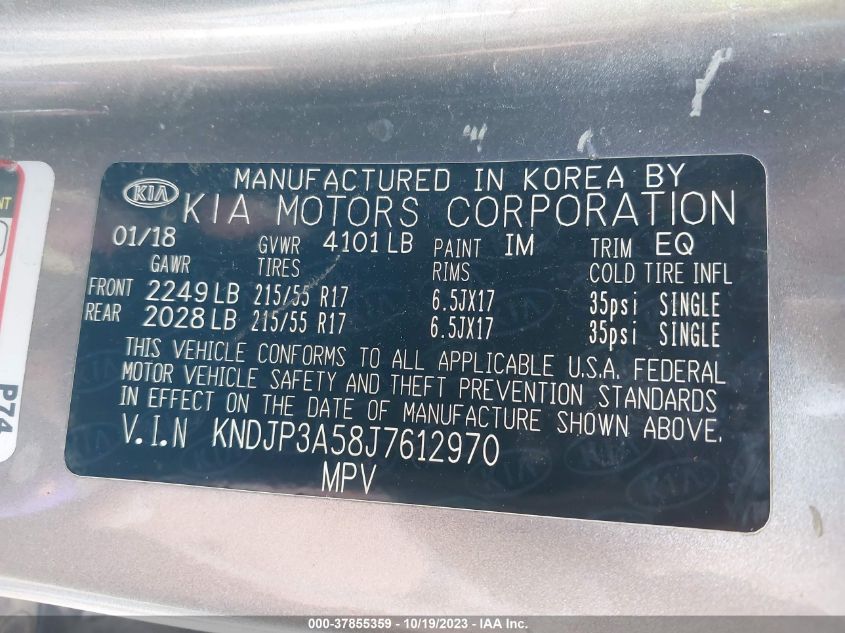 MANUFACTURED IN KOREA BY
KIA KIA MOTORS CORPORATION
01/18 GVWR 4101 LB PAINT IM TRIM EQ
GAWR TIRES RIMS COLD TIRE INFL
FRONT 2249 LB 215/55 R17 6.5JX17 35psi SINGLE
REAR 2028 LB 215/55 R17 6.5JX17 35psi SINGLE
THIS VEHICLE CONFORMS TO ALL APPLICABLE U.S.A. FEDERAL
MOTOR VEHICLE SAFETY AND THEFT PREVENTION STANDARDS
IN EFFECT ON THE DATE OF MANUFACTURE SHOWN ABOVE.
V.I.N KNDJP3A58J7612970
MPV
KIA
P74
000-37855359 - 10/19/2023 - IAA Inc.